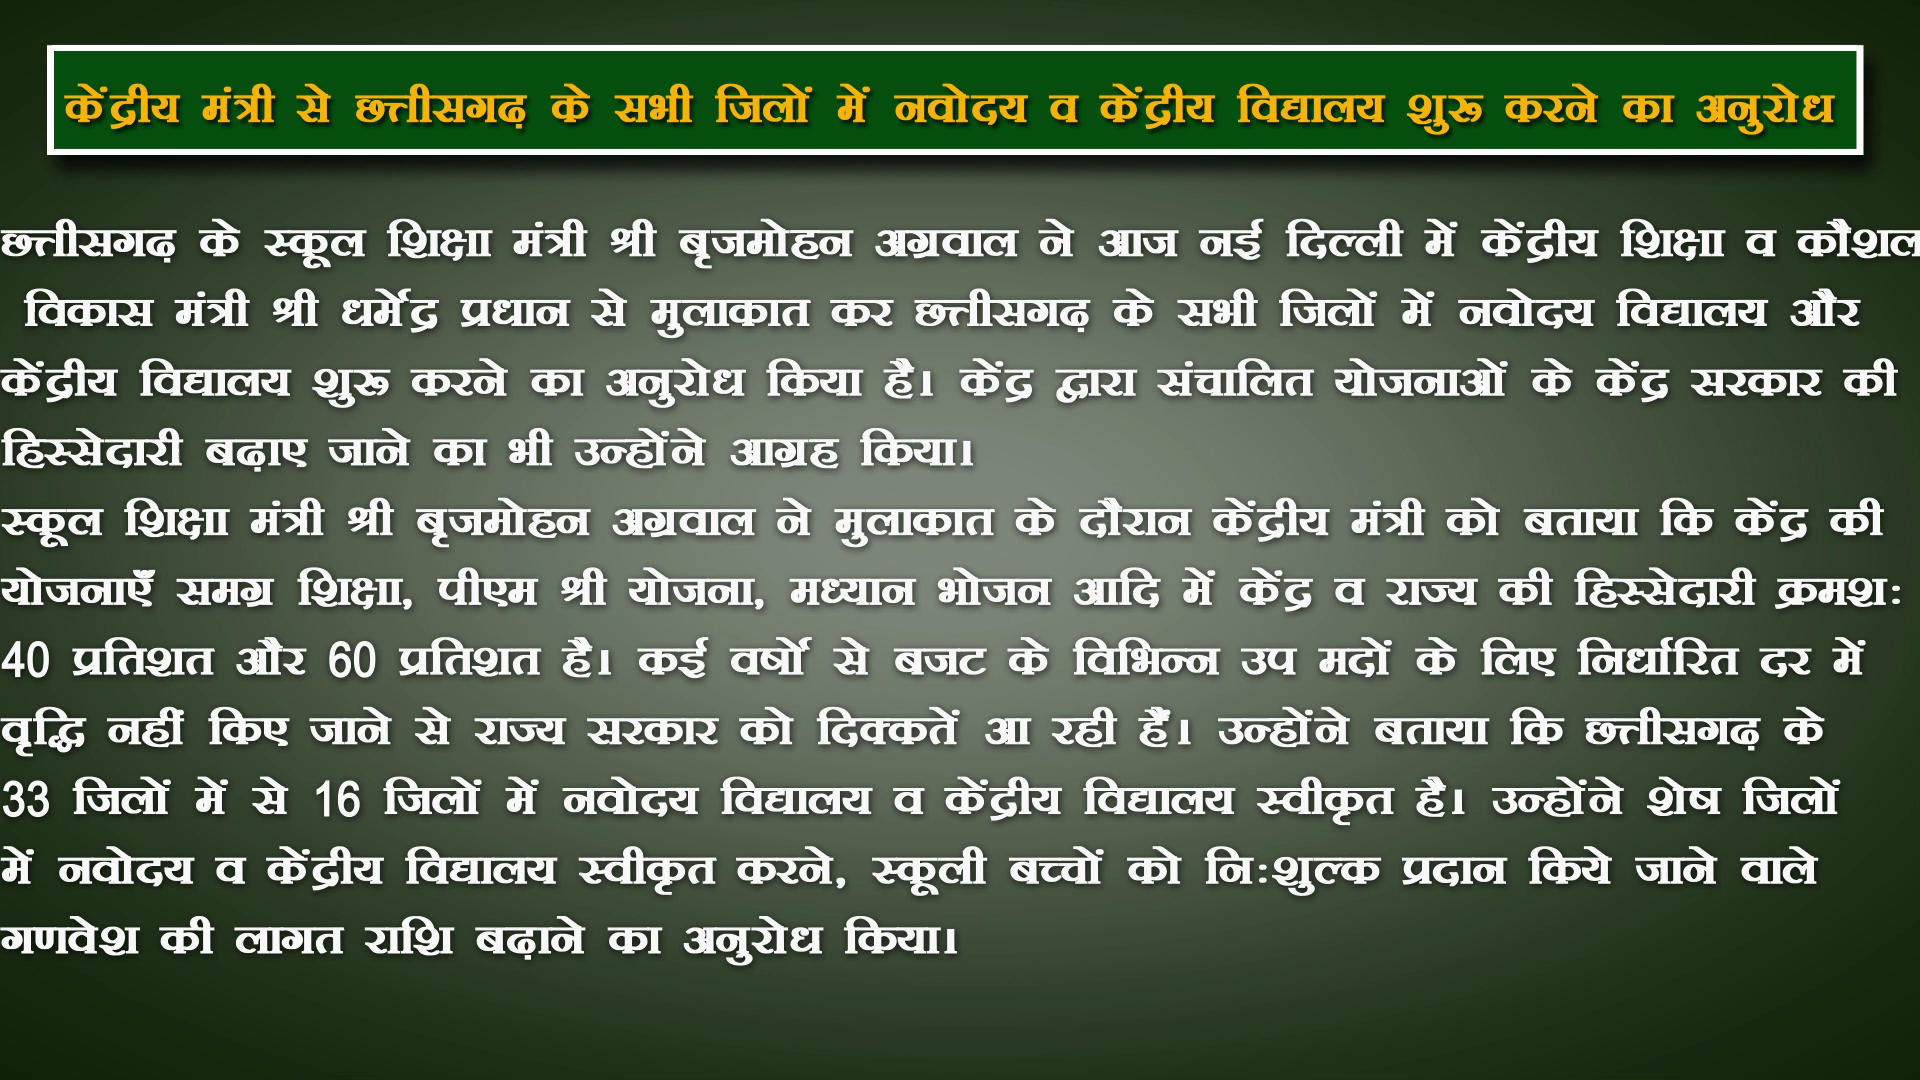 केंद्रीय मंत्री से छत्तीसगढ़ के सभी जिलों में नवोदय व केंद्रीय विद्यालय शुरू करने का अनुरोध
छत्तीसगढ़ के स्कूल शिक्षा मंत्री श्री बृजमोहन अग्रवाल ने आज नई दिल्ली में केंद्रीय शिक्षा व कौशल
विकास मंत्री श्री धर्मेंद्र प्रधान से मुलाकात कर छत्तीसगढ़ के सभी जिलों में नवोदय विद्यालय और
केंद्रीय विद्यालय शुरू करने का अनुरोध किया है। केंद्र द्वारा संचालित योजनाओं के केंद्र सरकार की
हिस्सेदारी बढ़ाए जाने का भी उन्होंने आग्रह किया।
स्कूल शिक्षा मंत्री श्री बृजमोहन अग्रवाल ने मुलाकात के दौरान केंद्रीय मंत्री को बताया कि केंद्र की
योजनाएँ समग्र शिक्षा, पीएम श्री योजना, मध्यान भोजन आदि में केंद्र व राज्य की हिस्सेदारी क्रमश:
40 प्रतिशत और 60 प्रतिशत है। कई वर्षों से बजट के विभिन्न उप मदों के लिए निर्धारित दर में
वृद्धि नहीं किए जाने से राज्य सरकार को दिक्कतें आ रही हैं। उन्होंने बताया कि छत्तीसगढ़ के
33 जिलों में से 16 जिलों में नवोदय विद्यालय व केंद्रीय विद्यालय स्वीकृत है। उन्होंने शेष जिलों
में नवोदय व केंद्रीय विद्यालय स्वीकृत करने, स्कूली बच्चों को नि:शुल्क प्रदान किये जाने वाले
गणवेश की लागत राशि बढ़ाने का अनुरोध किया।